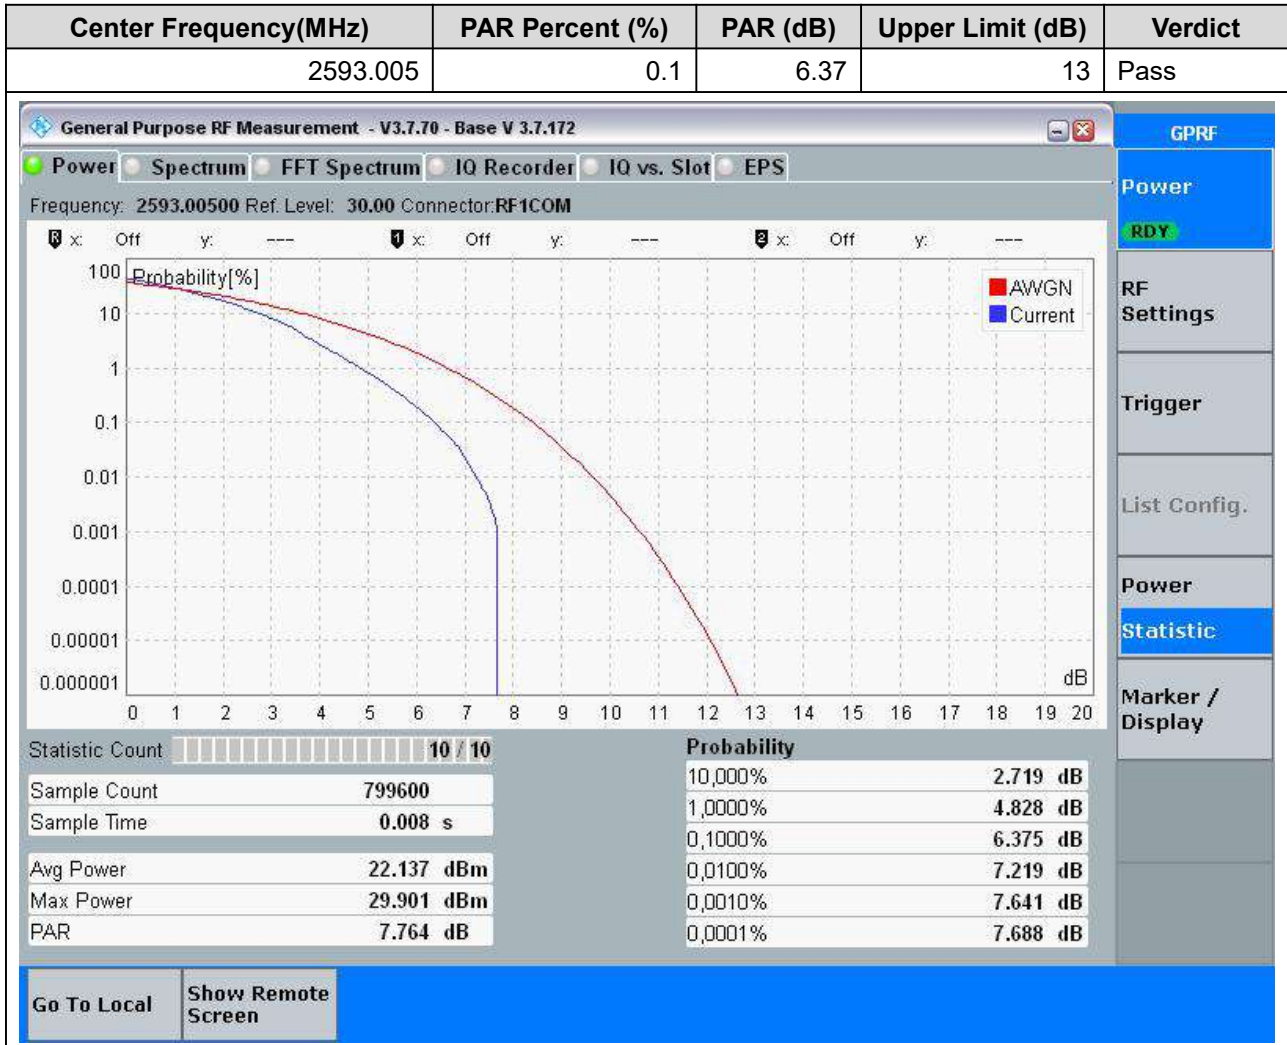 Center Frequency(MHz) PAR Percent (%) PAR (dB) Upper Limit (dB) Verdict
2593.005 0.1 6.37 13 Pass
General Purpose RF Measurement - V3.7.70 - Base V 3.7.172
GPRF
Power Spectrum FFT Spectrum IQ Recorder IQ vs. Slot EPS
Frequency: 2593.00500 Ref. Level: 30.00 Connector:RF1COM
R x: Off y: --- 1 x: Off y: --- 2 x: Off y: ---
Probability[%]
AWGN
Current
100
10
1
0.1
0.01
0.001
0.0001
0.00001
0.000001
dB
0 1 2 3 4 5 6 7 8 9 10 11 12 13 14 15 16 17 18 19 20
Statistic Count 10 / 10
Sample Count 799600
Sample Time 0.008 s
Avg Power 22.137 dBm
Max Power 29.901 dBm
PAR 7.764 dB
Probability
10,000% 2.719 dB
1,0000% 4.828 dB
0,1000% 6.375 dB
0,0100% 7.219 dB
0,0010% 7.641 dB
0,0001% 7.688 dB
Power
RDY
RF
Settings
Trigger
List Config.
Power
Statistic
Marker /
Display
Go To Local
Show Remote
Screen